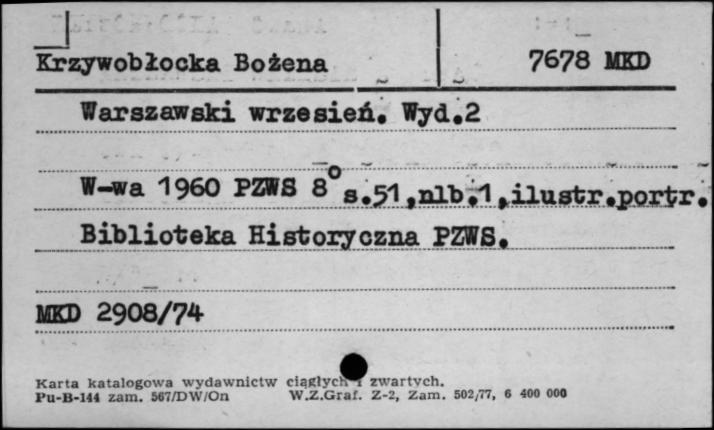 Krzywobłocka Bożena 7678 MKD
Warszawski wrzesień. Wyd.2
W-wa 1960 PZWS 8° s.51,nlb.1,ilustr.portr.
Biblioteka Historyczna PZWS.
MKD 2908/74
Karta katalogowa wydawnictw ciągłych i zwartych.
Pu-B-144 zam. 567/DW/On W.Z.Graf. Z-2, Zam. 502/77, 6 400 000